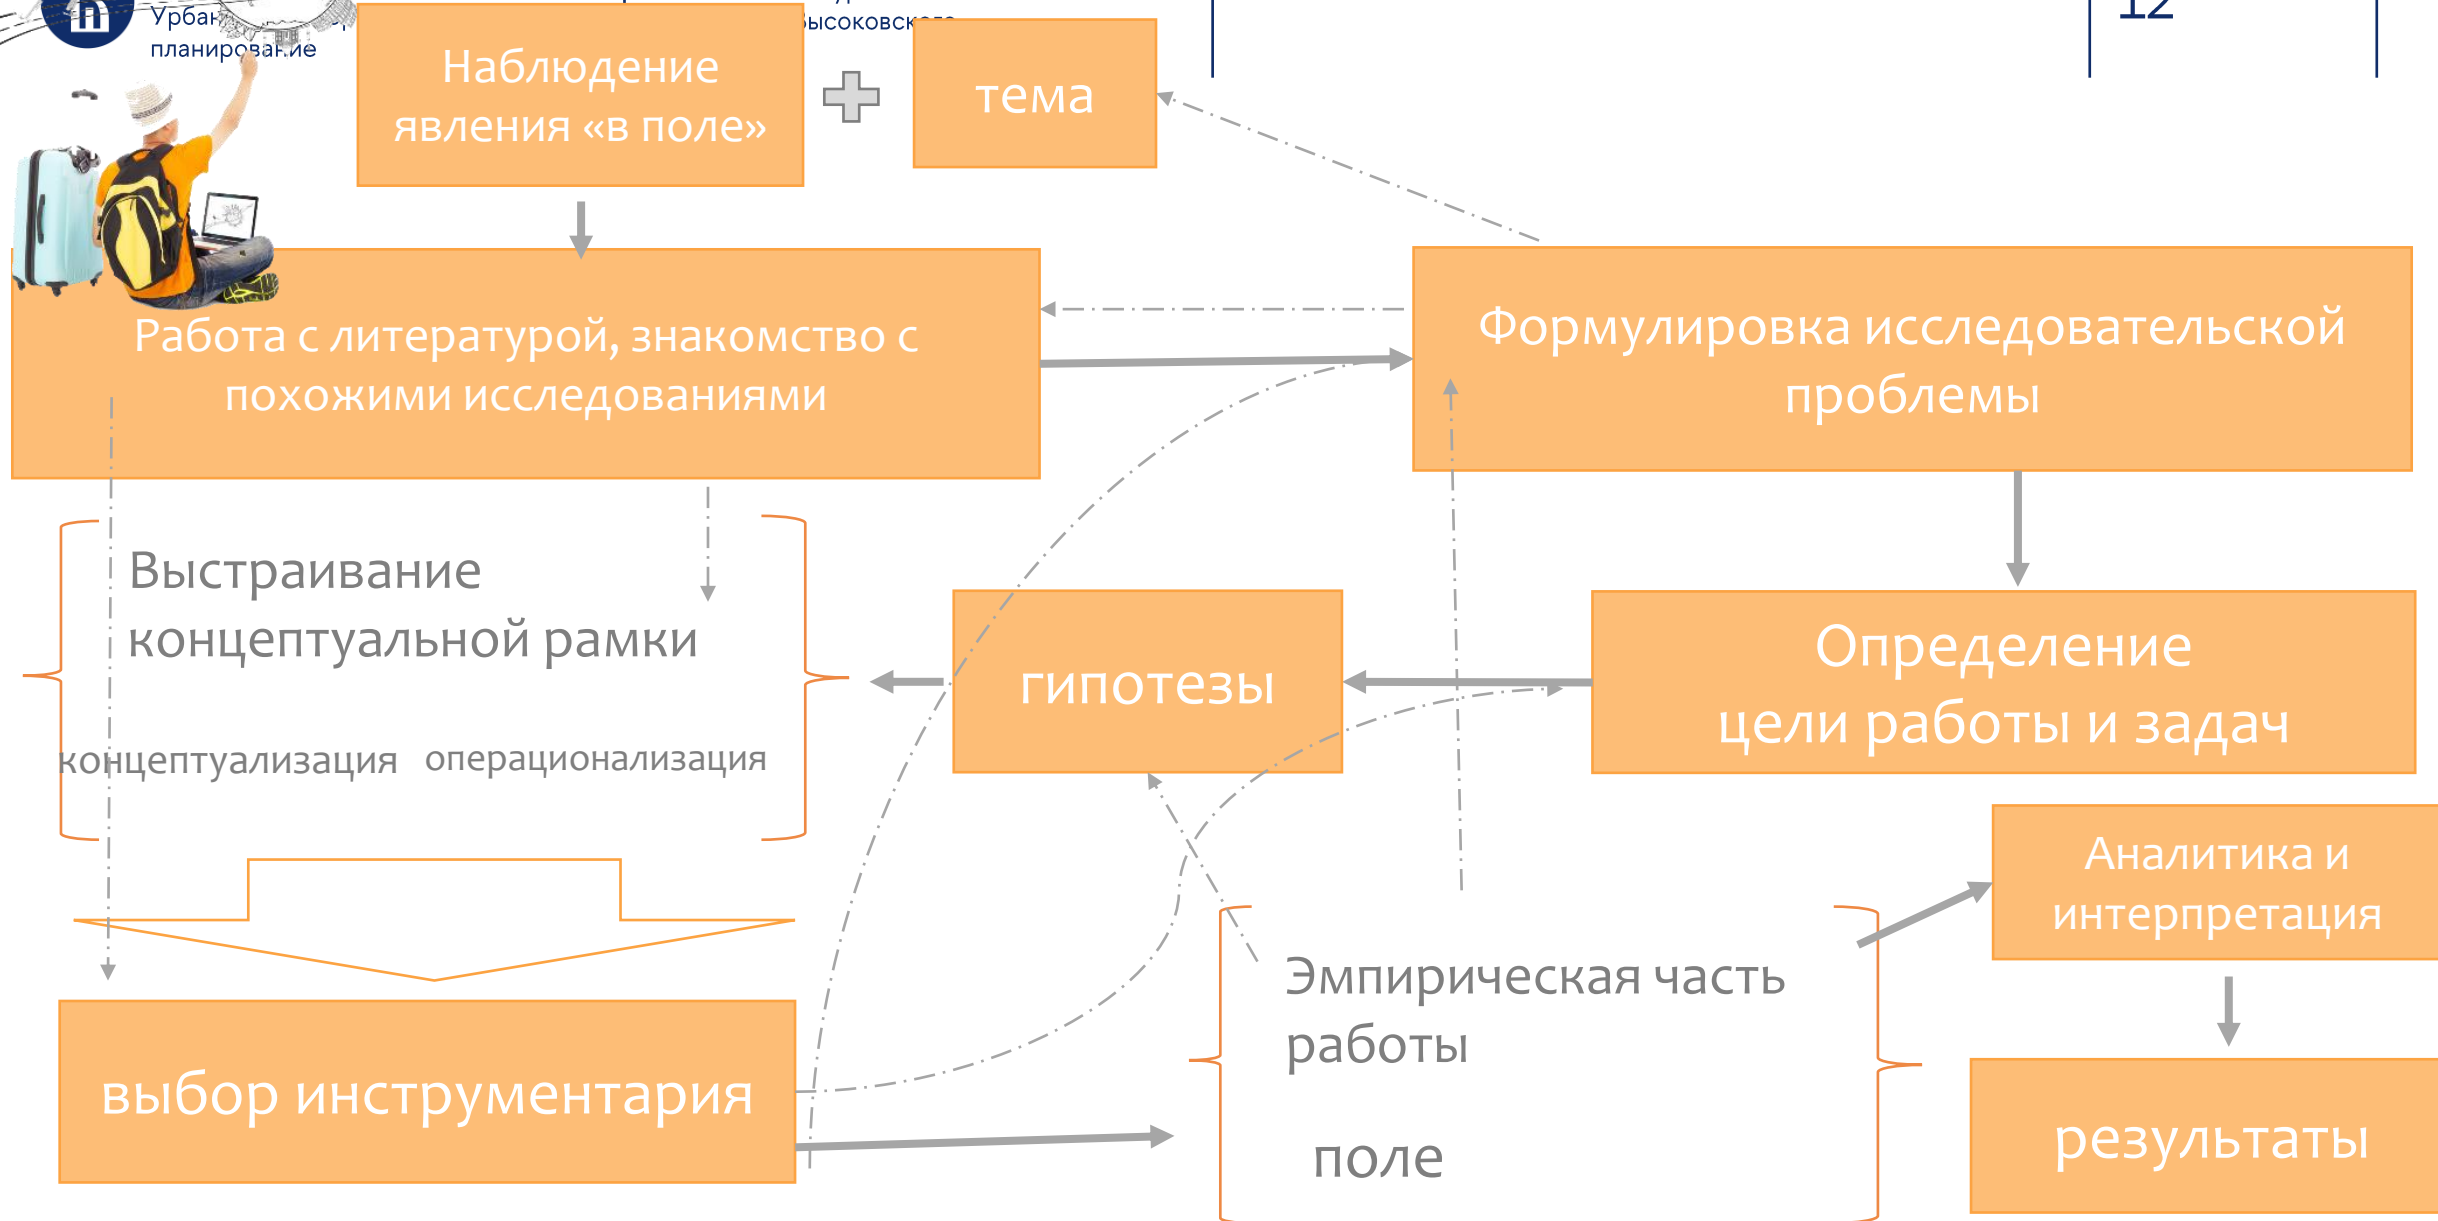 планирование
12
Наблюдение
явления «в поле»
тема
Работа с литературой, знакомство с
похожими исследованиями
Формулировка исследовательской
проблемы
Выстраивание
концептуальной рамки
концептуализация
операционализация
гипотезы
Определение
цели работы и задач
Аналитика и
интерпретация
выбор инструментария
Эмпирическая часть
работы
поле
результаты